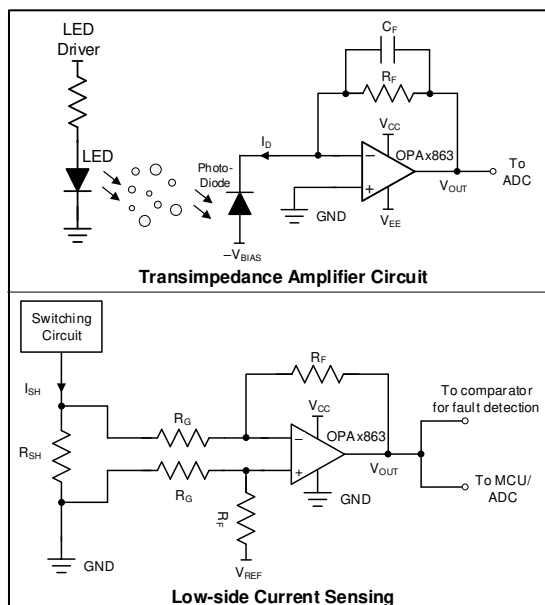 LED
Driver
LED
Photo-
Diode
I_D
−V_BIAS
GND
C_F
R_F
V_CC
OPAx863
−
+
V_EE
V_OUT
To
ADC
Transimpedance Amplifier Circuit
Switching
Circuit
I_SH
R_SH
GND
R_G
R_G
R_F
R_F
V_REF
V_CC
OPAx863
−
+
GND
V_OUT
To comparator
for fault detection
To MCU/
ADC
Low-side Current Sensing